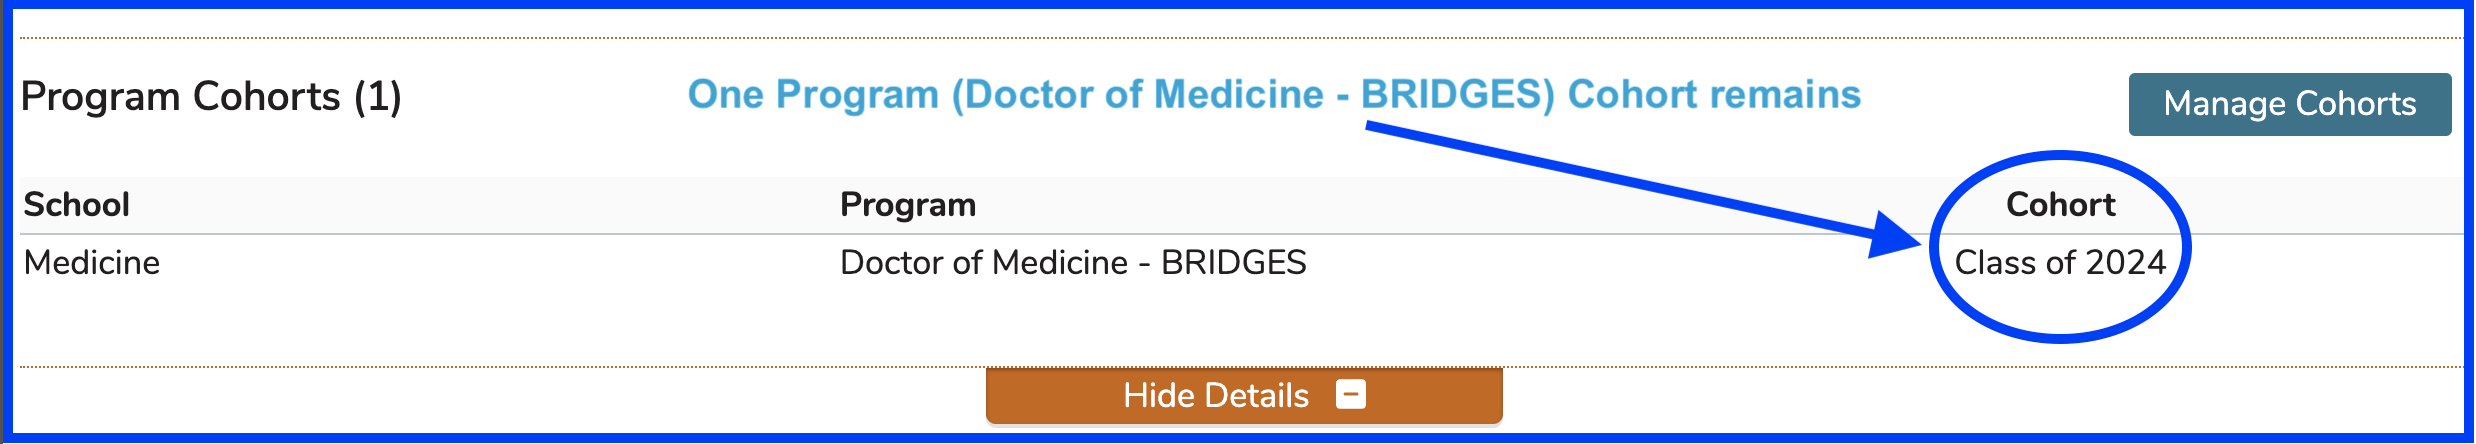 Program Cohorts (1)
One Program (Doctor of Medicine - BRIDGES) Cohort remains
Manage Cohorts
School Program Cohort
Medicine Doctor of Medicine - BRIDGES Class of 2024
Hide Details